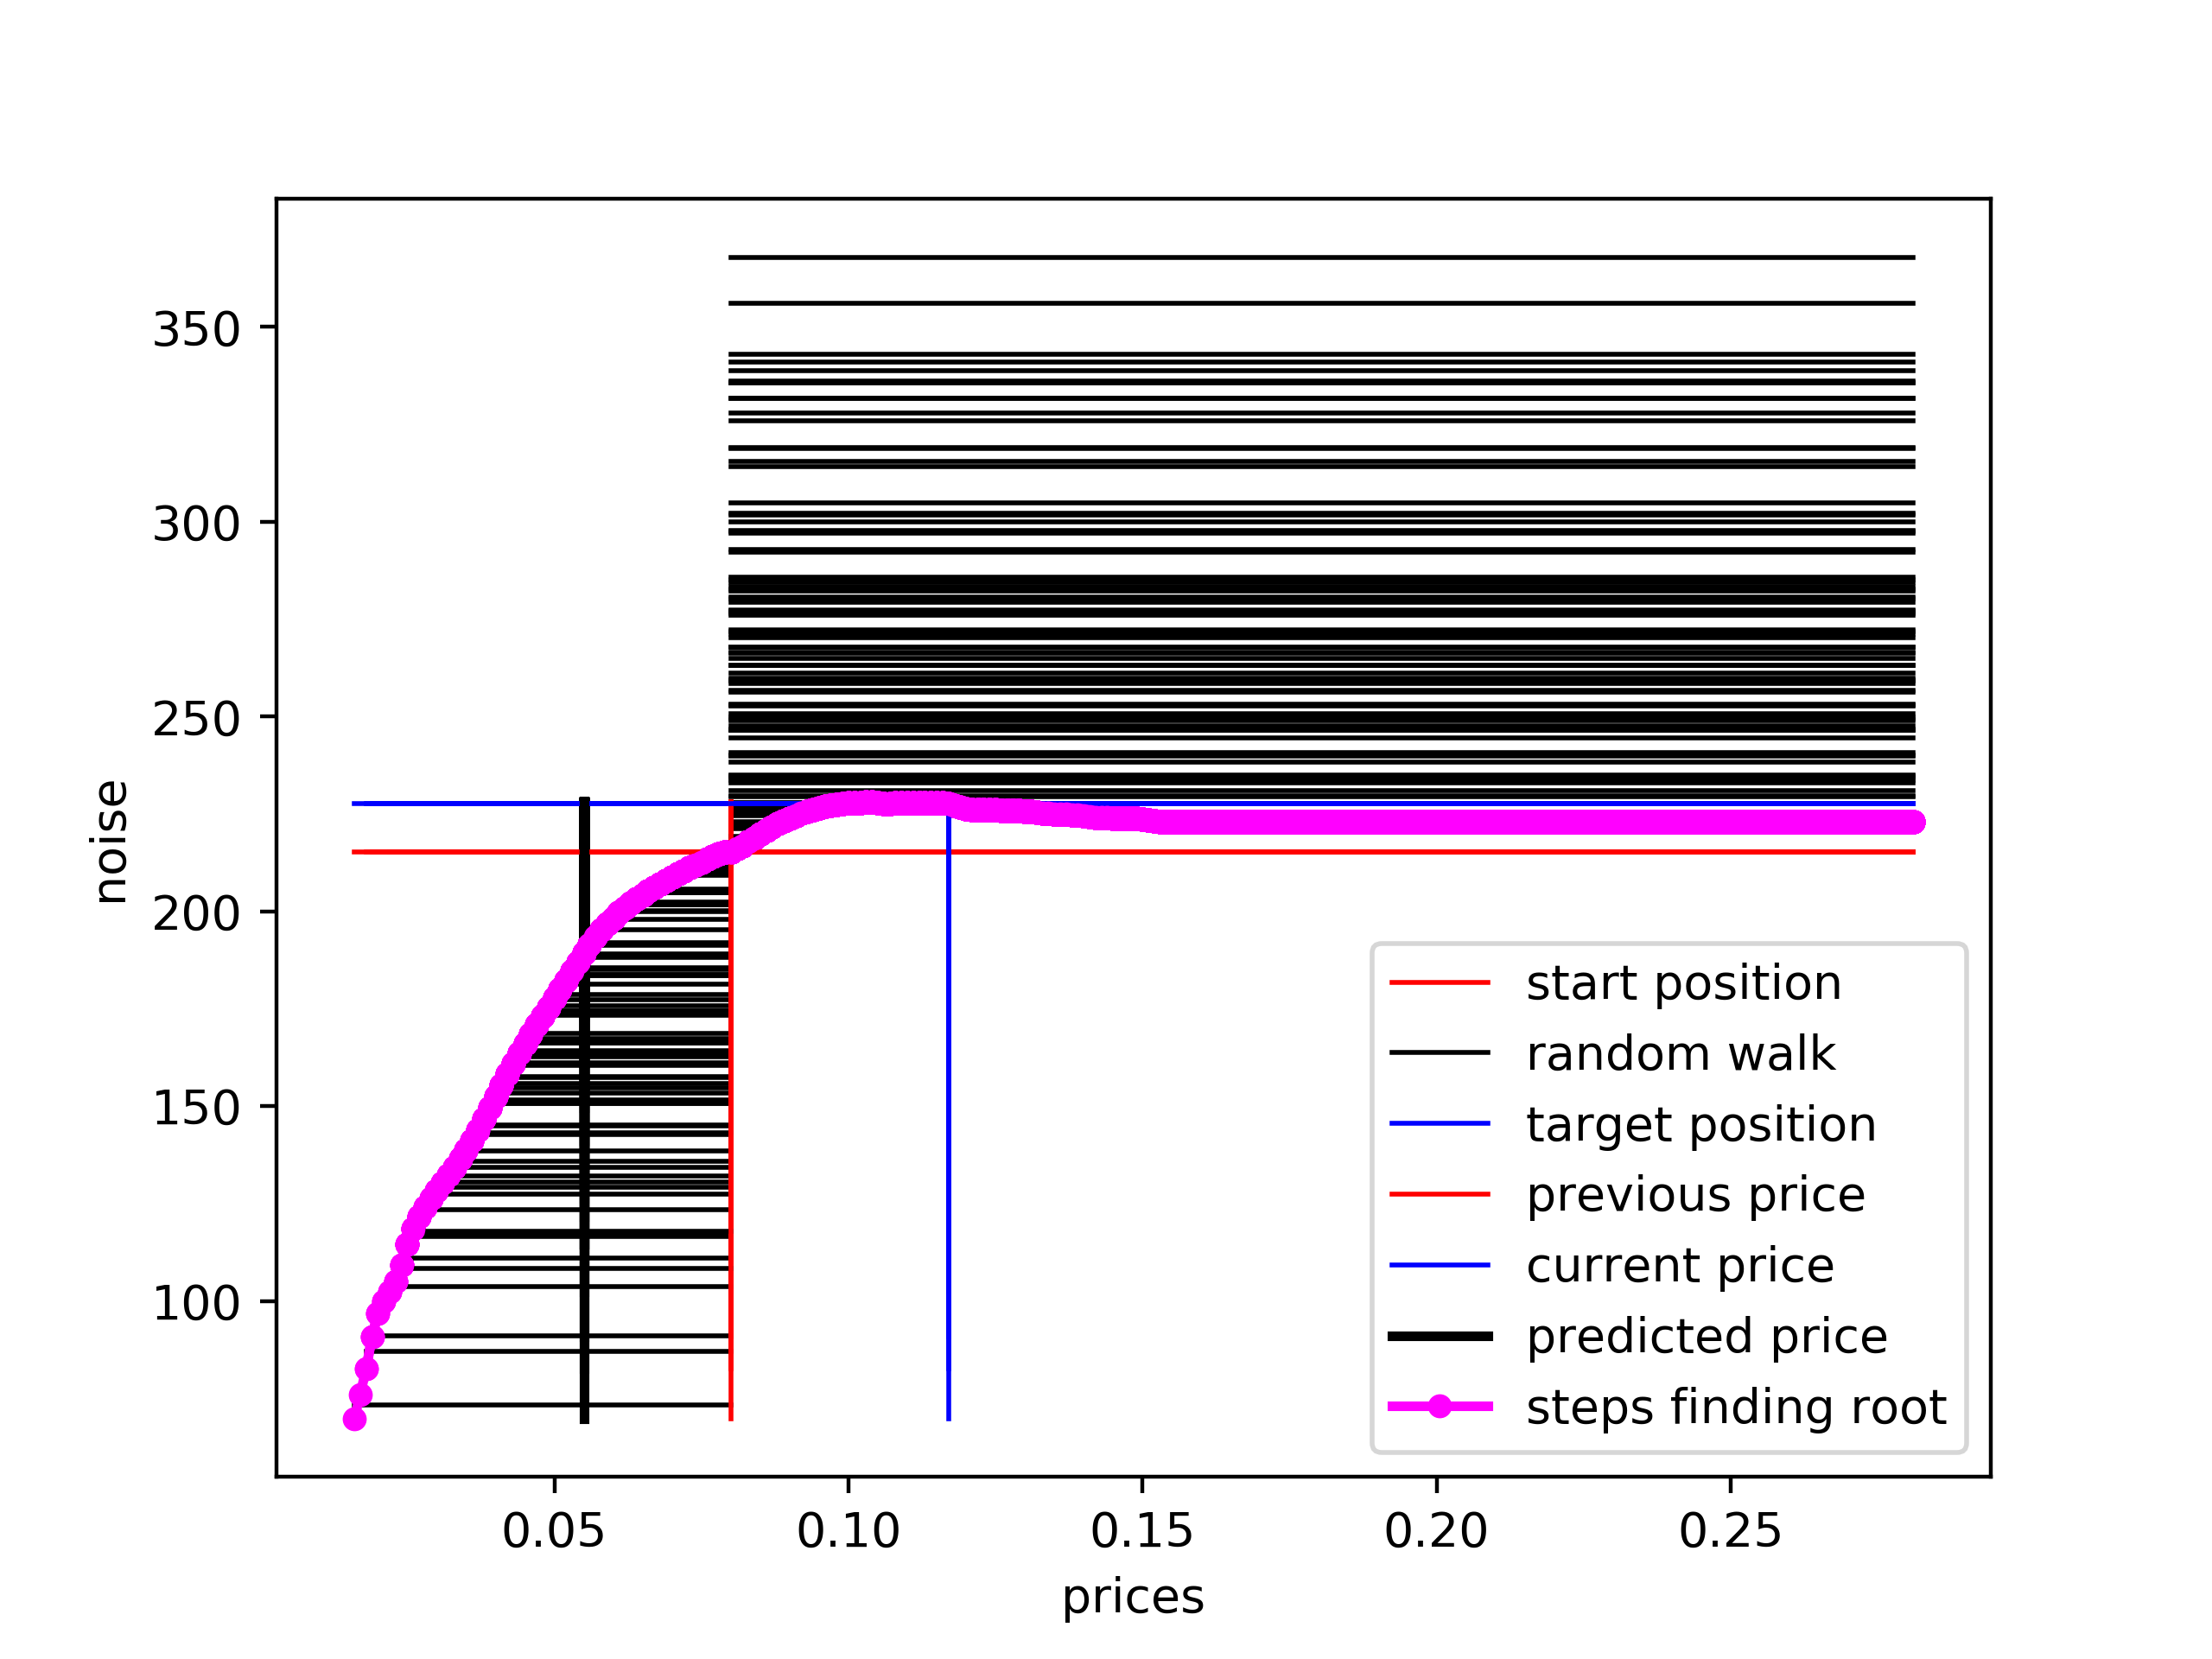 350
300
250
200
150
100
noise
0.05 0.10 0.15 0.20 0.25
prices
start position
random walk
target position
previous price
current price
predicted price
steps finding root